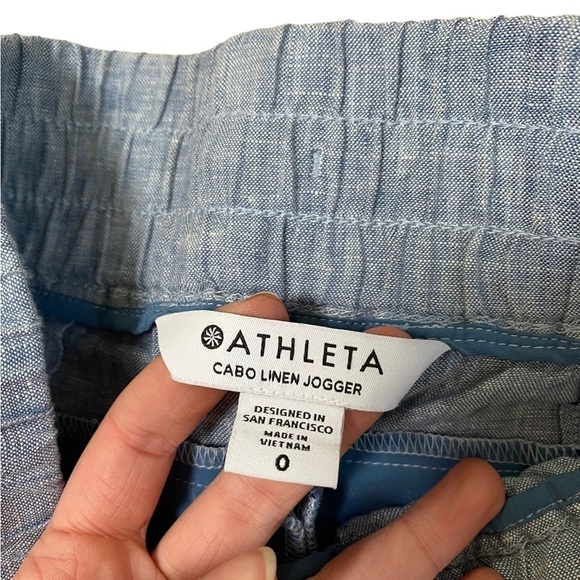 ATHLETA
CABO LINEN JOGGER
DESIGNED IN
SAN FRANCISCO
MADE IN
VIETNAM
0